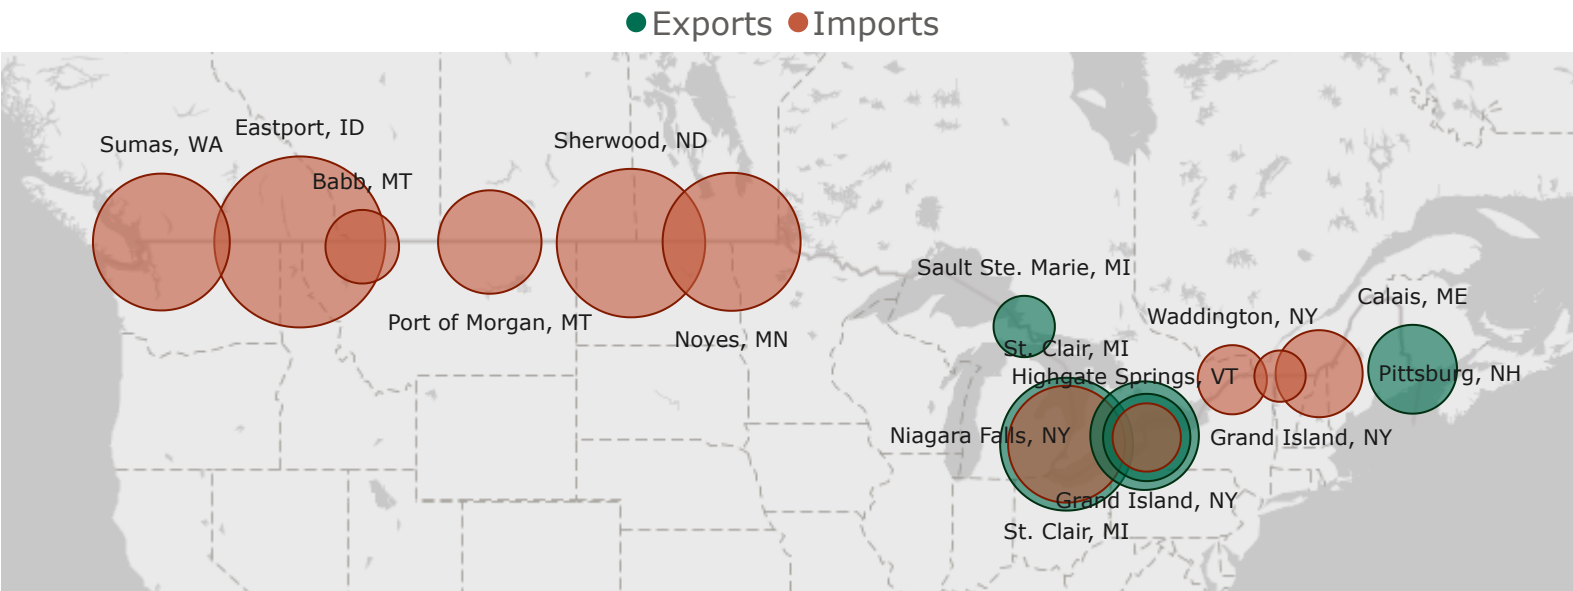 Exports Imports
Eastport, ID
Sumas, WA
Sherwood, ND
Babb, MT
Sault Ste. Marie, MI
Calais, ME
Port of Morgan, MT
Waddington, NY
Noyes, MN
St. Clair, MI
Highgate Springs, VT
Pittsburg, NH
Niagara Falls, NY
Grand Island, NY
Grand Island, NY
St. Clair, MI